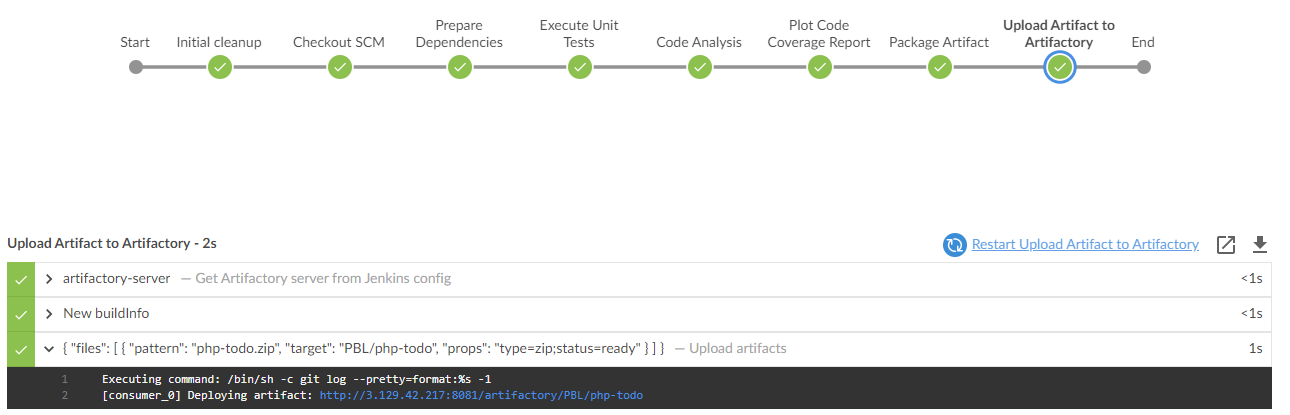 Prepare Execute Unit Plot Code Upload Artifact to
Start Initial cleanup Checkout SCM Dependencies Tests Code Analysis Coverage Report Package Artifact Artifactory End
Upload Artifact to Artifactory - 2s Restart Upload Artifact to Artifactory
artifactory-server — Get Artifactory server from Jenkins config <1s
New buildInfo <1s
{ "files": [ { "pattern": "php-todo.zip", "target": "PBL/php-todo", "props": "type=zip;status=ready" } ] } — Upload artifacts 1s
1 Executing command: /bin/sh -c git log --pretty=format:%s -1
2 [consumer_0] Deploying artifact: http://3.129.42.217:8081/artifactory/PBL/php-todo